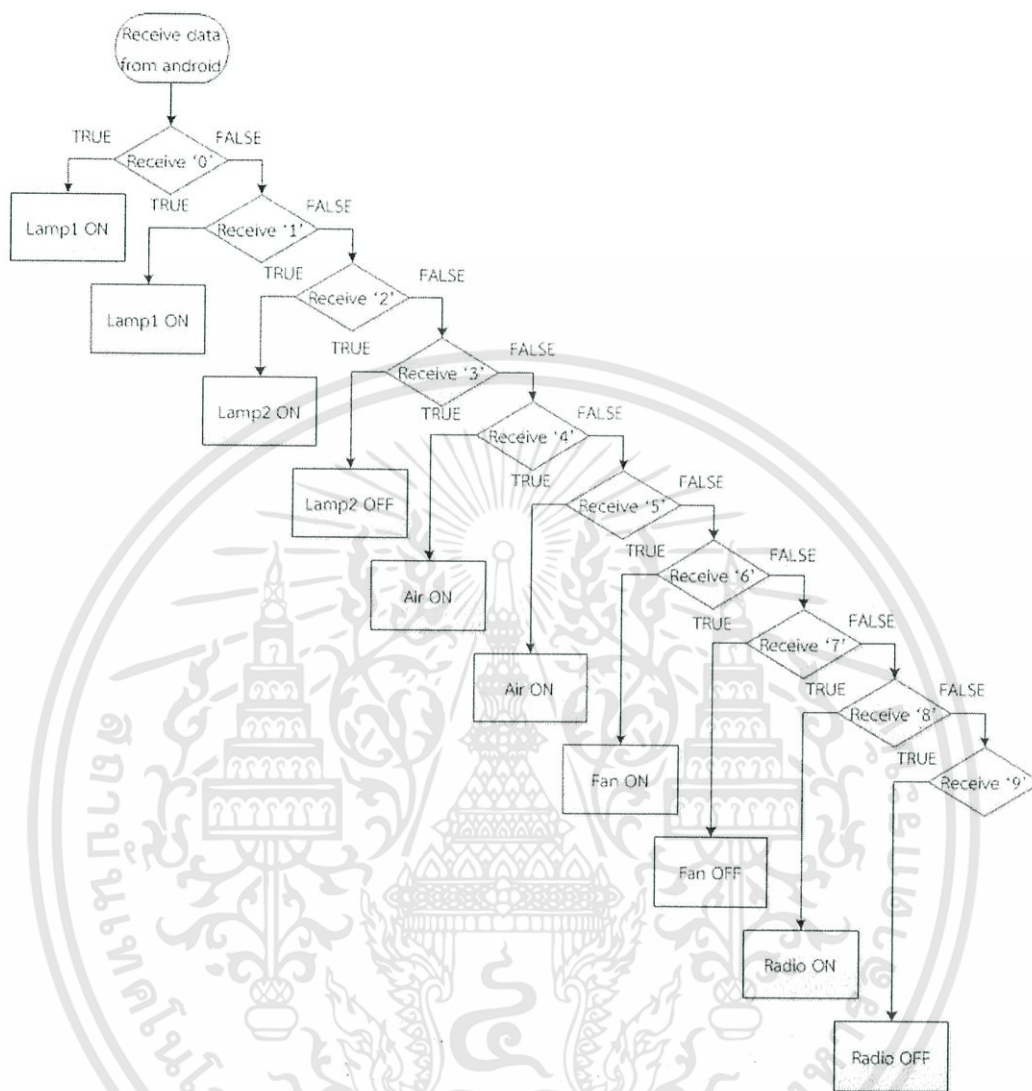 Receive data
from android
TRUE
FALSE
Receive ‘0’
Lamp1 ON
TRUE
FALSE
Receive ‘1’
Lamp1 ON
TRUE
FALSE
Receive ‘2’
Lamp2 ON
TRUE
FALSE
Receive ‘3’
Lamp2 OFF
TRUE
FALSE
Receive ‘4’
Air ON
TRUE
FALSE
Receive ‘5’
Air ON
TRUE
FALSE
Receive ‘6’
Fan ON
TRUE
FALSE
Receive ‘7’
Fan OFF
TRUE
FALSE
Receive ‘8’
Radio ON
TRUE
Receive ‘9’
Radio OFF